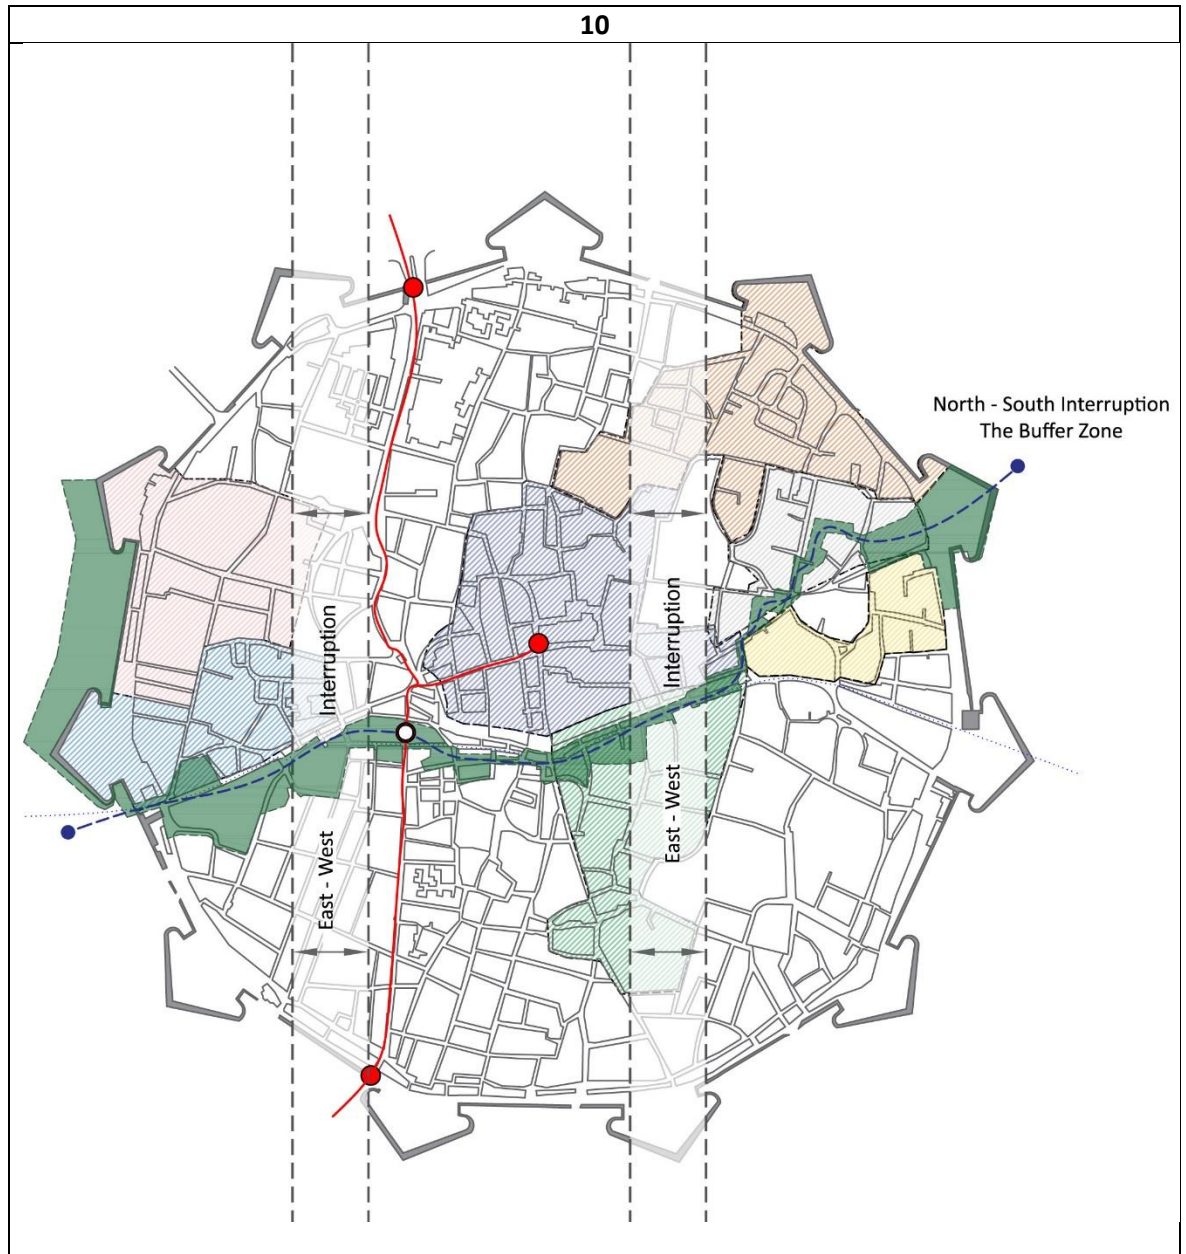 10
North - South Interruption
The Buffer Zone
Interruption
Interruption
East - West
East - West